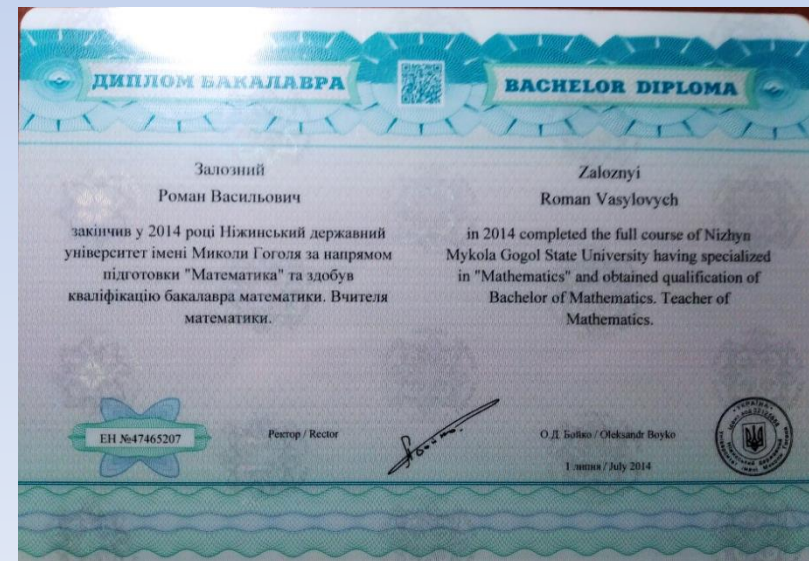 ДИПЛОМ БАКАЛАВРА
Залозний
Роман Васильович
закінчив у 2014 році Ніжинський державний
університет імені Миколи Гоголя за напрямом
підготовки "Математика" та здобув
кваліфікацію бакалавра математики. Вчителя
математики.
BACHELOR DIPLOMA
Zaloznyi
Roman Vasylovych
in 2014 completed the full course of Nizhyn
Mykola Gogol State University having specialized
in "Mathematics" and obtained qualification of
Bachelor of Mathematics. Teacher of
Mathematics.
ЕН №47465207
Ректор / Rector
О.Д. Бойко / Oleksandr Boyko
1 липня / July 2014
УКРАЇНА